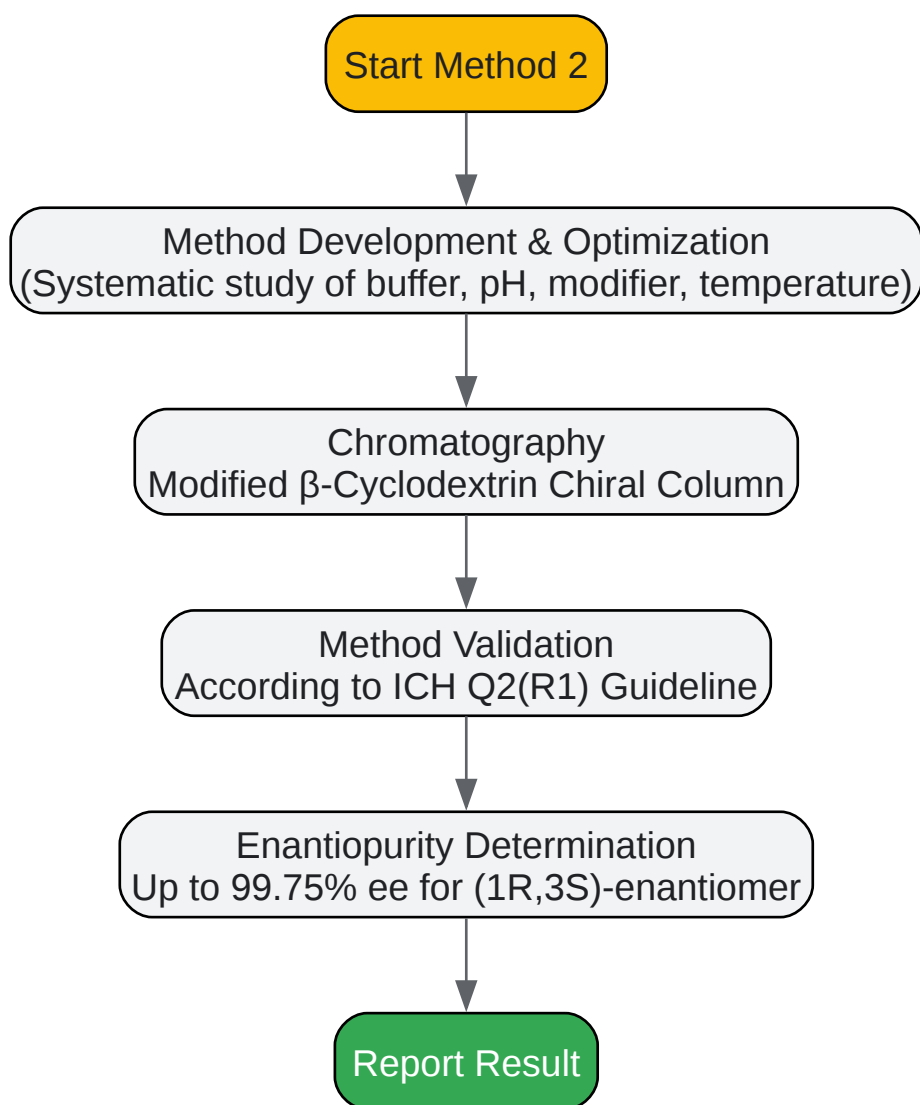 Start Method 2
Method Development & Optimization
(Systematic study of buffer, pH, modifier, temperature)
Chromatography
Modified β-Cyclodextrin Chiral Column
Method Validation
According to ICH Q2(R1) Guideline
Enantiopurity Determination
Up to 99.75% ee for (1R,3S)-enantiomer
Report Result